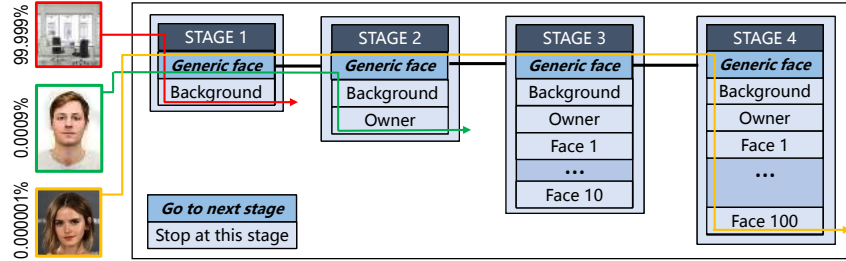 99.999%
0.0009%
0.000001%
STAGE 1
Generic face
Background
STAGE 2
Generic face
Background
Owner
STAGE 3
Generic face
Background
Owner
Face 1
...
Face 10
STAGE 4
Generic face
Background
Owner
Face 1
...
Face 100
Go to next stage
Stop at this stage